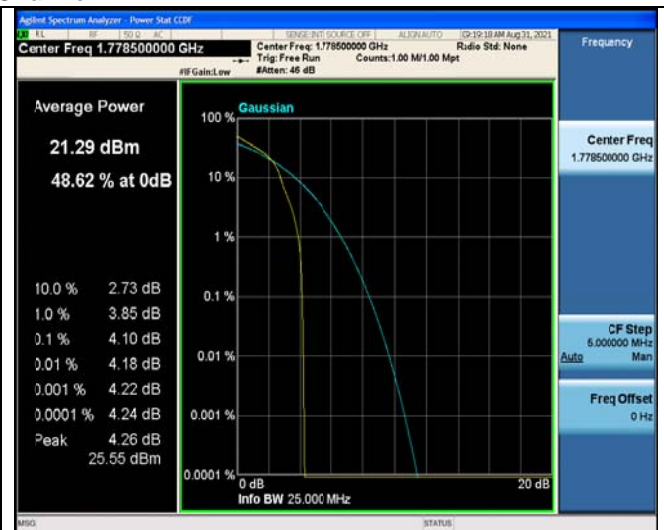 Agilent Spectrum Analyzer - Power Stat CCDF
RL RF 50 Ω AC SENSE:INT SOURCE OFF ALIGN AUTO 09:19:18 AM Aug 31, 2021
Center Freq 1.778500000 GHz
Center Freq: 1.778500000 GHz Radio Std: None
Trig: Free Run Counts:1.00 M/1.00 Mpt
#IFGain:Low #Atten: 46 dB
Frequency
Average Power
21.29 dBm
48.62 % at 0dB
10.0 % 2.73 dB
1.0 % 3.85 dB
0.1 % 4.10 dB
0.01 % 4.18 dB
0.001 % 4.22 dB
0.0001 % 4.24 dB
Peak 4.26 dB
25.55 dBm
Gaussian
100 %
10 %
1 %
0.1 %
0.01 %
0.001 %
0.0001 %
0 dB 20 dB
Info BW 25.000 MHz
Center Freq
1.778500000 GHz
CF Step
5.000000 MHz
Auto Man
Freq Offset
0 Hz
MSG STATUS